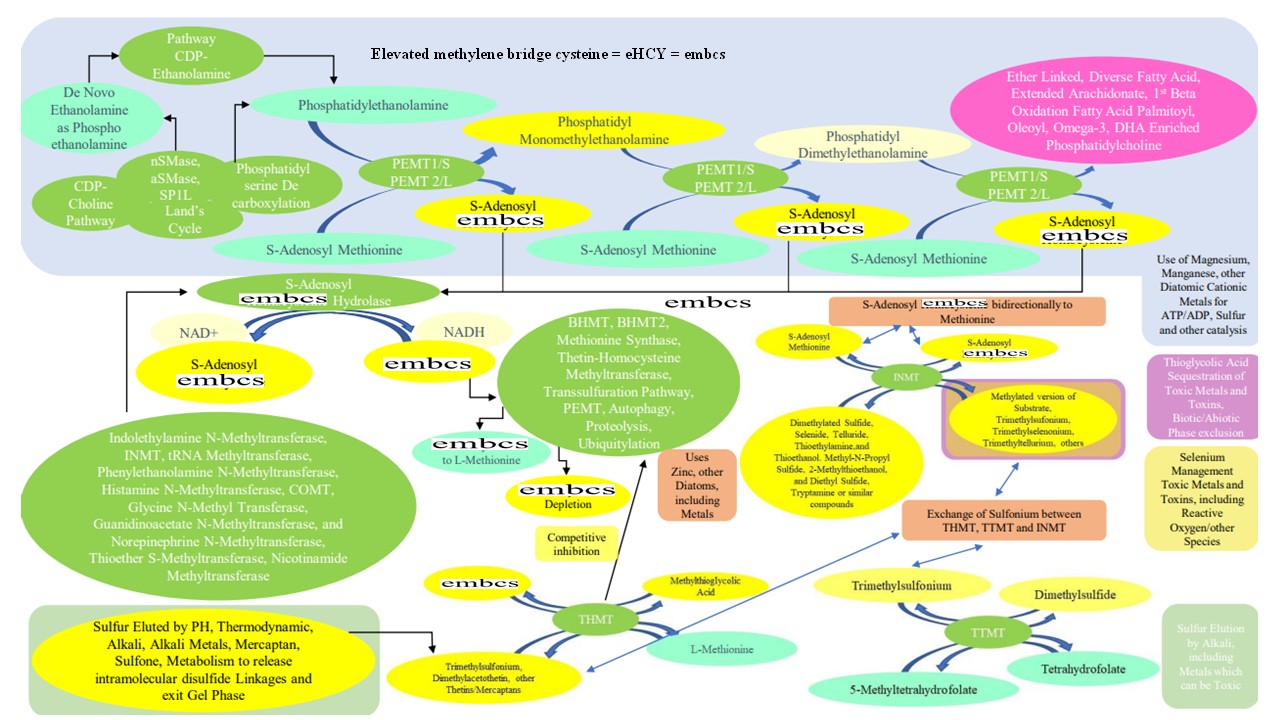 Elevated methylene bridge cysteine = eHCY = embcs
Pathway
CDP-
Ethanolamine
De Novo
Ethanolamine
as Phospho
ethanolamine
Phosphatidylethanolamine
nSMase,
aSMase,
SP1L
Land's
Cycle
CDP-
Choline
Pathway
Phosphatidyl
serine De
carboxylation
PEMT1/S
PEMT 2/L
Phosphatidyl
Monomethylethanolamine
S-Adenosyl
embcs
S-Adenosyl Methionine
PEMT1/S
PEMT 2/L
Phosphatidyl
Dimethylethanolamine
S-Adenosyl
embcs
S-Adenosyl Methionine
PEMT1/S
PEMT 2/L
Ether Linked, Diverse Fatty Acid,
Extended Arachidonate, 1st Beta
Oxidation Fatty Acid Palmitoyl,
Oleoyl, Omega-3, DHA Enriched
Phosphatidylcholine
S-Adenosyl
embcs
S-Adenosyl Methionine
Use of Magnesium,
Manganese, other
Diatomic Cationic
Metals for
ATP/ADP, Sulfur
and other catalysis
S-Adenosyl
embcs Hydrolase
embcs
NAD+
NADH
S-Adenosyl
embcs
embcs
BHMT, BHMT2,
Methionine Synthase,
Thetin-Homocysteine
Methyltransferase,
Transsulfuration Pathway,
PEMT, Autophagy,
Proteolysis,
Ubiquitylation
embcs
to L-Methionine
embcs
Depletion
Uses
Zinc, other
Diatoms,
including
Metals
Competitive
inhibition
S-Adenosyl embcs bidirectionally to
Methionine
S-Adenosyl
Methionine
S-Adenosyl
embcs
INMT
Dimethylated Sulfide,
Selenide, Telluride,
Thioethylamine,and
Thioethanol. Methyl-N-Propyl
Sulfide, 2-Methylthioethanol,
and Diethyl Sulfide,
Tryptamine or similar
compounds
Methylated version of
Substrate,
Trimethylsufonium,
Trimethylselenonium,
Trimethyltellurium, others
Thioglycolic Acid
Sequestration of
Toxic Metals and
Toxins,
Biotic/Abiotic
Phase exclusion
Selenium
Management
Toxic Metals and
Toxins, including
Reactive
Oxygen/other
Species
Exchange of Sulfonium between
THMT, TTMT and INMT
Indolethylamine N-Methyltransferase,
INMT, tRNA Methyltransferase,
Phenylethanolamine N-Methyltransferase,
Histamine N-Methyltransferase, COMT,
Glycine N-Methyl Transferase,
Guanidinoacetate N-Methyltransferase, and
Norepinephrine N-Methyltransferase,
Thioether S-Methyltransferase, Nicotinamide
Methyltransferase
Sulfur Eluted by PH, Thermodynamic,
Alkali, Alkali Metals, Mercaptan,
Sulfone, Metabolism to release
intramolecular disulfide Linkages and
exit Gel Phase
embcs
Methylthioglycolic
Acid
THMT
L-Methionine
Trimethylsulfonium,
Dimethylacetothetin, other
Thetins/Mercaptans
Trimethylsulfonium
Dimethylsulfide
TTMT
Tetrahydrofolate
5-Methyltetrahydrofolate
Sulfur Elution
by Alkali,
including
Metals which
can be Toxic